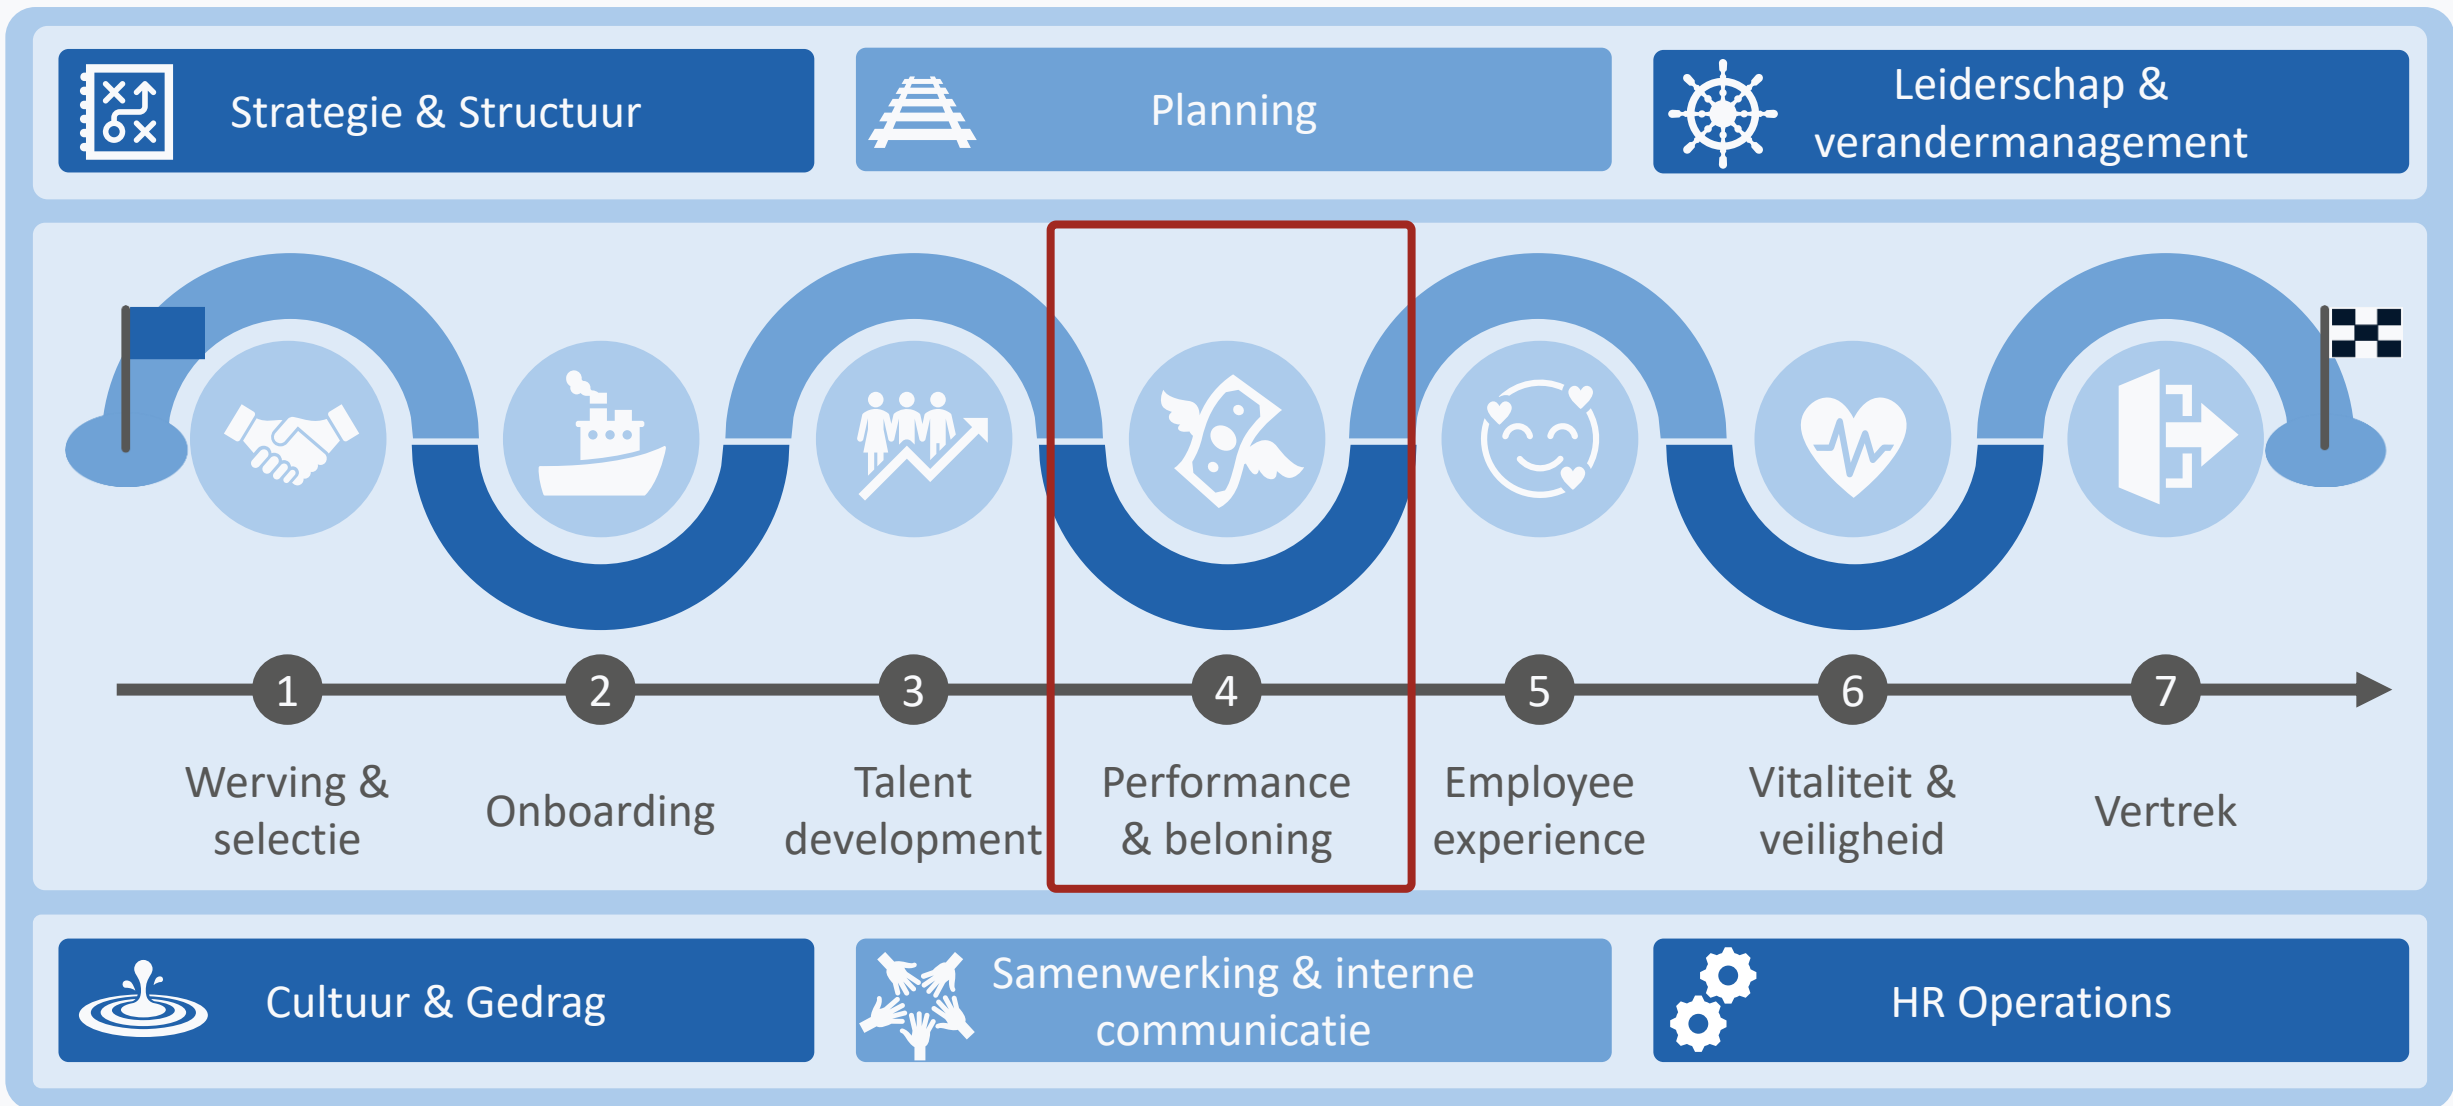 Strategie & Structuur
Planning
Leiderschap &
verandermanagement
1
2
3
4
5
6
7
Werving &
selectie
Onboarding
Talent
development
Performance
& beloning
Employee
experience
Vitaliteit &
veiligheid
Vertrek
Cultuur & Gedrag
Samenwerking & interne
communicatie
HR Operations